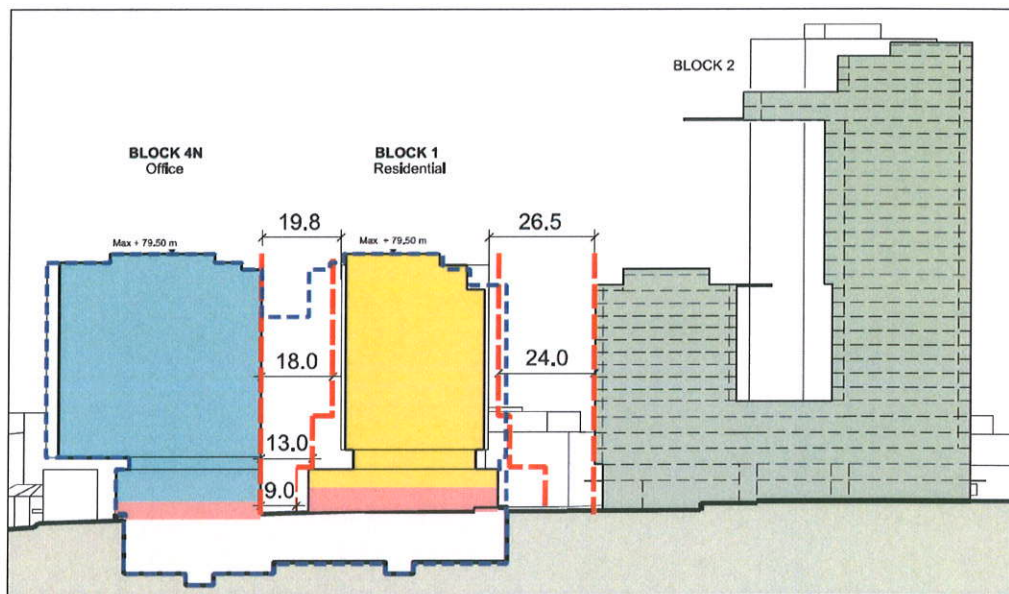 BLOCK 2
BLOCK 4N
Office
BLOCK 1
Residential
19.8
26.5
Max + 79.50 m
Max + 79.50 m
18.0
24.0
13.0
9.0